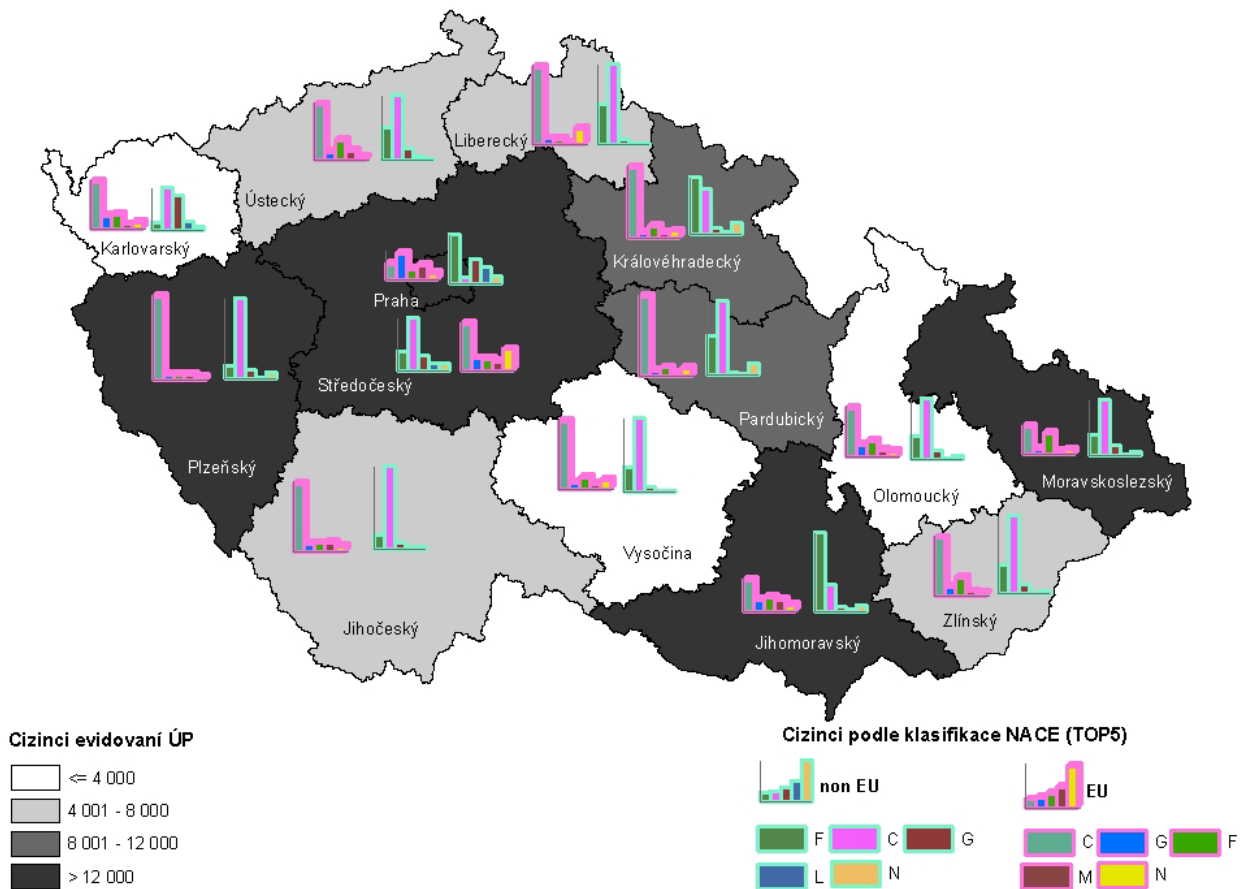 Liberecký
Ústecký
Karlovarský
Královéhradecký
Praha
Středočeský
Pardubický
Plzeňský
Moravskoslezský
Olomoucký
Vysočina
Zlínský
Jihočeský
Jihomoravský
Cizinci evidovaní ÚP
<= 4 000
4 001 - 8 000
8 001 - 12 000
> 12 000
Cizinci podle klasifikace NACE (TOP5)
non EU
F C G
L N
EU
C G F
M N